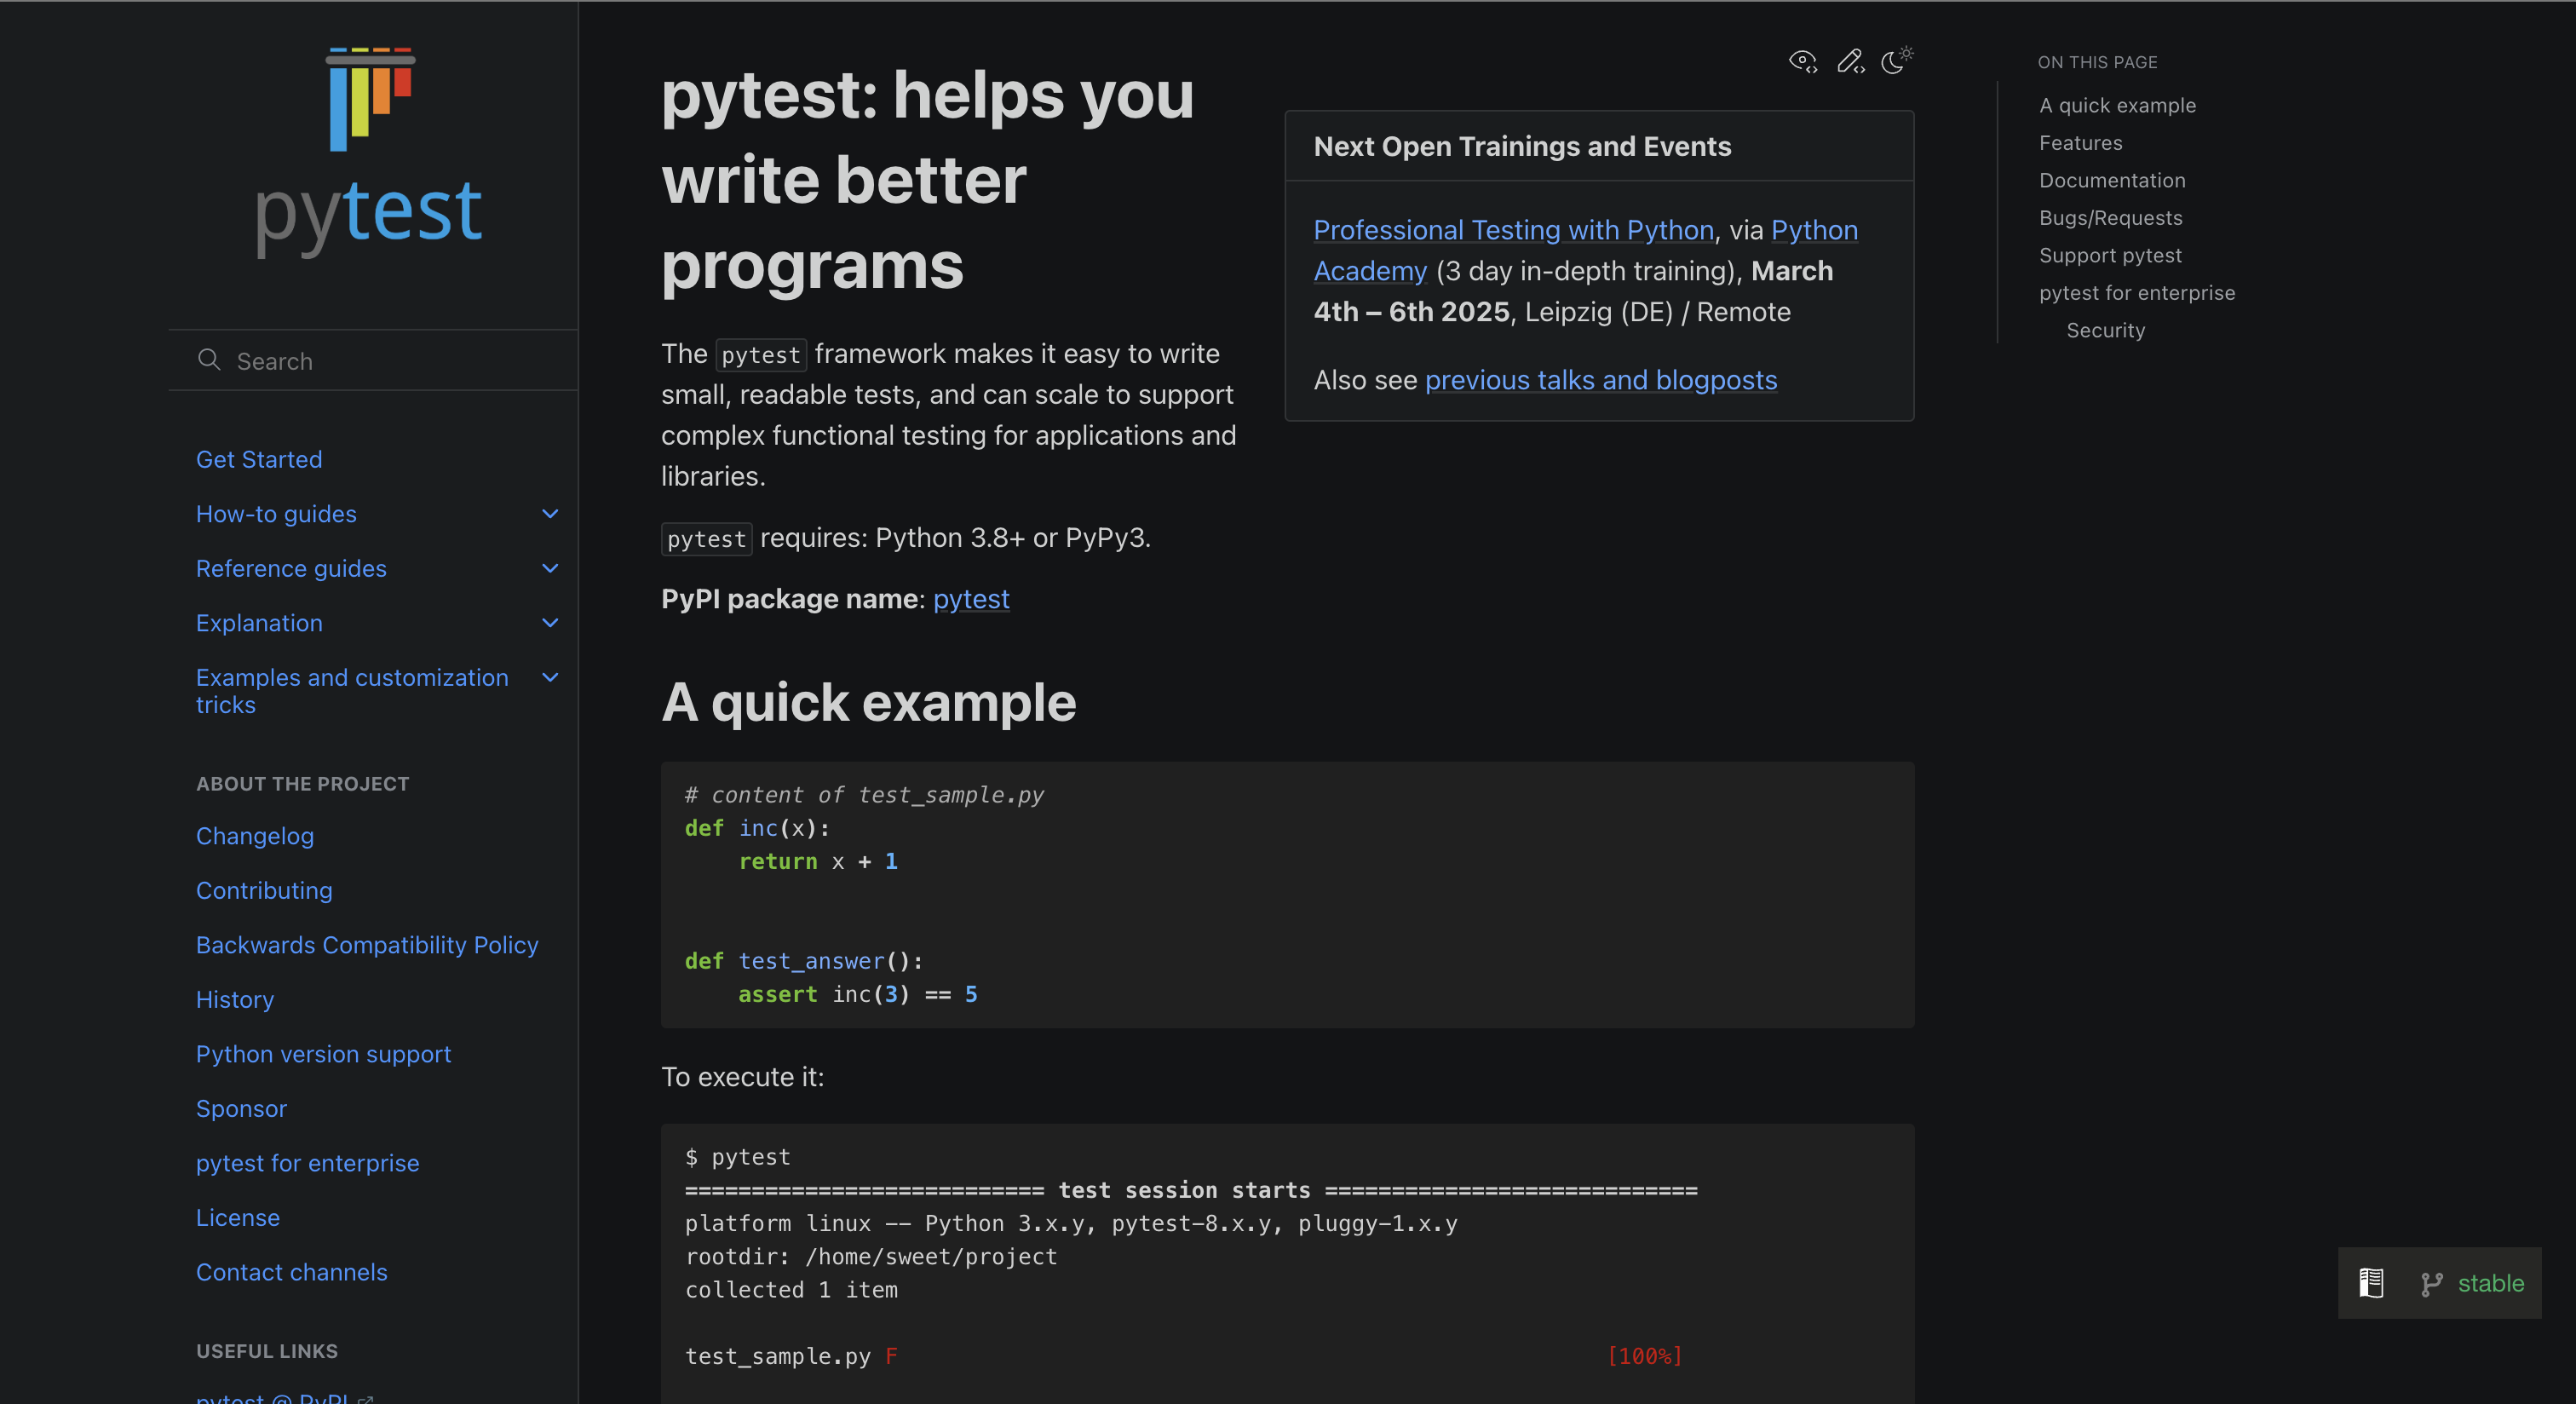 pytest
Search
Get Started
How-to guides
Reference guides
Explanation
Examples and customization
tricks
ABOUT THE PROJECT
Changelog
Contributing
Backwards Compatibility Policy
History
Python version support
Sponsor
pytest for enterprise
License
Contact channels
USEFUL LINKS
pytest @ PyPI
pytest: helps you
write better
programs
The pytest framework makes it easy to write
small, readable tests, and can scale to support
complex functional testing for applications and
libraries.
pytest requires: Python 3.8+ or PyPy3.
PyPI package name: pytest
Next Open Trainings and Events
Professional Testing with Python, via Python
Academy (3 day in-depth training), March
4th – 6th 2025, Leipzig (DE) / Remote
Also see previous talks and blogposts
A quick example
# content of test_sample.py
def inc(x):
    return x + 1
def test_answer():
    assert inc(3) == 5
To execute it:
$ pytest
=========================== test session starts ============================
platform linux -- Python 3.x.y, pytest-8.x.y, pluggy-1.x.y
rootdir: /home/sweet/project
collected 1 item
test_sample.py F                                                     [100%]
ON THIS PAGE
A quick example
Features
Documentation
Bugs/Requests
Support pytest
pytest for enterprise
Security
stable